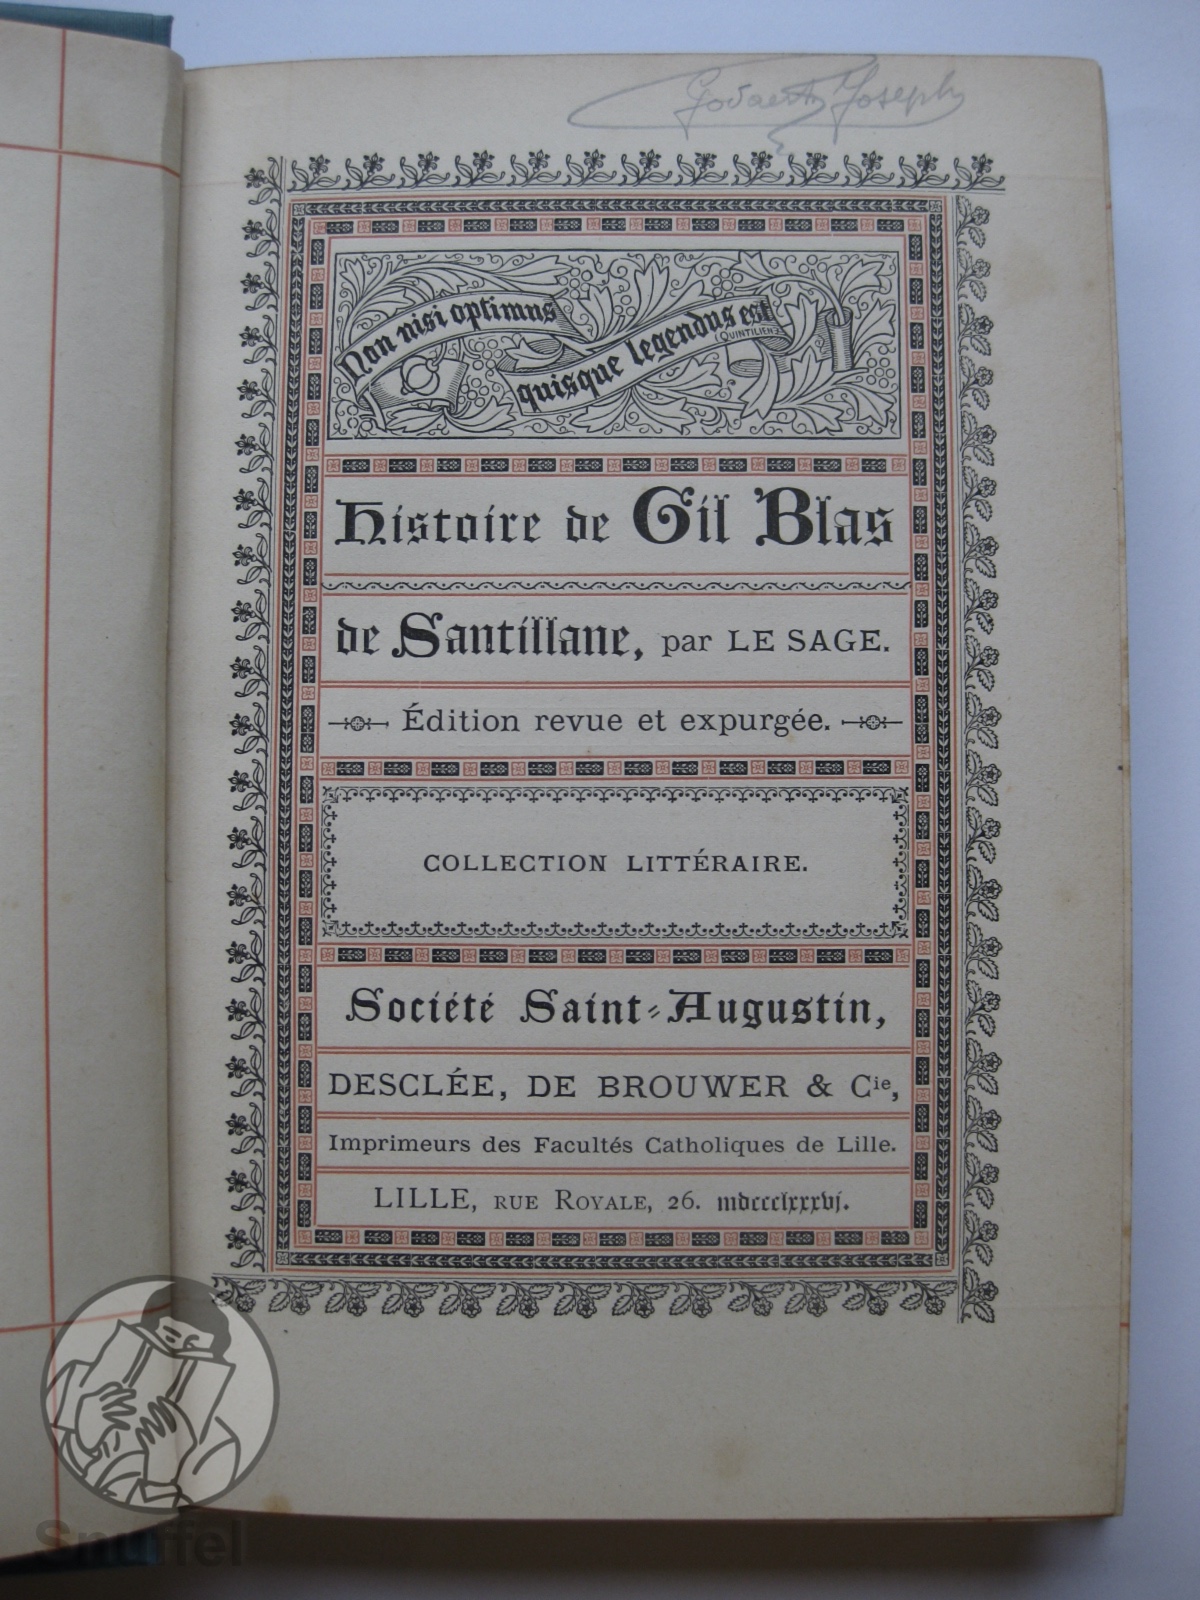 Godaert Joseph
Non nisi optimus
quisque legendus est
(QUINTILIEN)
Histoire de Gil Blas
de Santillane, par LE SAGE.
Édition revue et expurgée.
COLLECTION LITTÉRAIRE.
Société Saint-Augustin,
DESCLÉE, DE BROUWER & Cie,
Imprimeurs des Facultés Catholiques de Lille.
LILLE, RUE ROYALE, 26. mdccclxxxvj.
Snuffel